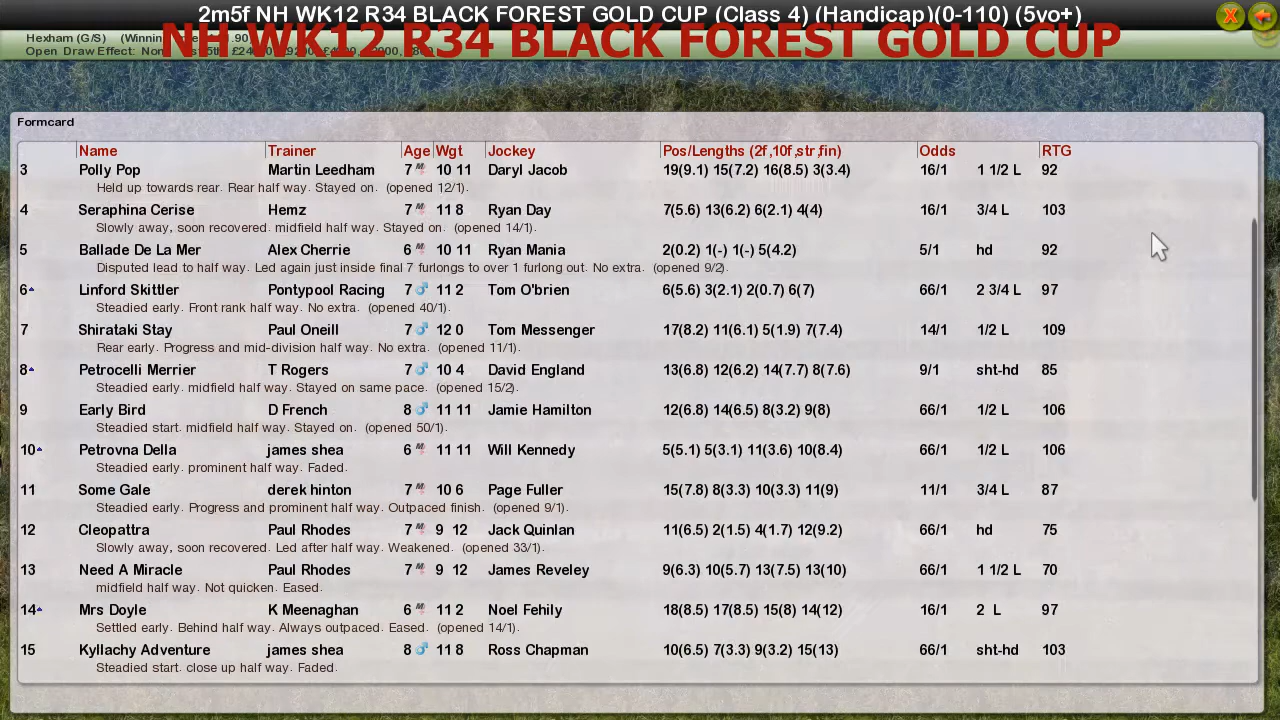 2m5f NH WK12 R34 BLACK FOREST GOLD CUP (Class 4) (Handicap)(0-110) (5yo+)
NH WK12 R34 BLACK FOREST GOLD CUP
Hexham (G/S) (Winnin
Open Draw Effect: Non
Formcard
Name Trainer Age Wgt Jockey Pos/Lengths (2f,10f,str,fin) Odds RTG
3 Polly Pop Martin Leedham 7 10 11 Daryl Jacob 19(9.1) 15(7.2) 16(8.5) 3(3.4) 16/1 1 1/2 L 92
Held up towards rear. Rear half way. Stayed on. (opened 12/1).
4 Seraphina Cerise Hemz 7 11 8 Ryan Day 7(5.6) 13(6.2) 6(2.1) 4(4) 16/1 3/4 L 103
Slowly away, soon recovered. midfield half way. Stayed on. (opened 14/1).
5 Ballade De La Mer Alex Cherrie 6 10 11 Ryan Mania 2(0.2) 1(-) 1(-) 5(4.2) 5/1 hd 92
Disputed lead to half way. Led again just inside final 7 furlongs to over 1 furlong out. No extra. (opened 9/2).
6 Linford Skittler Pontypool Racing 7 11 2 Tom O'brien 6(5.6) 3(2.1) 2(0.7) 6(7) 66/1 2 3/4 L 97
Steadied early. Front rank half way. No extra. (opened 40/1).
7 Shirataki Stay Paul Oneill 7 12 0 Tom Messenger 17(8.2) 11(6.1) 5(1.9) 7(7.4) 14/1 1/2 L 109
Rear early. Progress and mid-division half way. No extra. (opened 11/1).
8 Petrocelli Merrier T Rogers 7 10 4 David England 13(6.8) 12(6.2) 14(7.7) 8(7.6) 9/1 sht-hd 85
Steadied early. midfield half way. Stayed on same pace. (opened 15/2).
9 Early Bird D French 8 11 11 Jamie Hamilton 12(6.8) 14(6.5) 8(3.2) 9(8) 66/1 1/2 L 106
Steadied start. midfield half way. Stayed on. (opened 50/1).
10 Petrovna Della james shea 6 11 11 Will Kennedy 5(5.1) 5(3.1) 11(3.6) 10(8.4) 66/1 1/2 L 106
Steadied early. prominent half way. Faded.
11 Some Gale derek hinton 7 10 6 Page Fuller 15(7.8) 8(3.3) 10(3.3) 11(9) 11/1 3/4 L 87
Steadied early. Progress and prominent half way. Outpaced finish. (opened 9/1).
12 Cleopattra Paul Rhodes 7 9 12 Jack Quinlan 11(6.5) 2(1.5) 4(1.7) 12(9.2) 66/1 hd 75
Slowly away, soon recovered. Led after half way. Weakened. (opened 33/1).
13 Need A Miracle Paul Rhodes 7 9 12 James Reveley 9(6.3) 10(5.7) 13(7.5) 13(10) 66/1 1 1/2 L 70
midfield half way. Not quicken. Eased.
14 Mrs Doyle K Meenaghan 6 11 2 Noel Fehily 18(8.5) 17(8.5) 15(8) 14(12) 16/1 2 L 97
Settled early. Behind half way. Always outpaced. Eased. (opened 14/1).
15 Kyllachy Adventure james shea 8 11 8 Ross Chapman 10(6.5) 7(3.3) 9(3.2) 15(13) 66/1 sht-hd 103
Steadied start. close up half way. Faded.